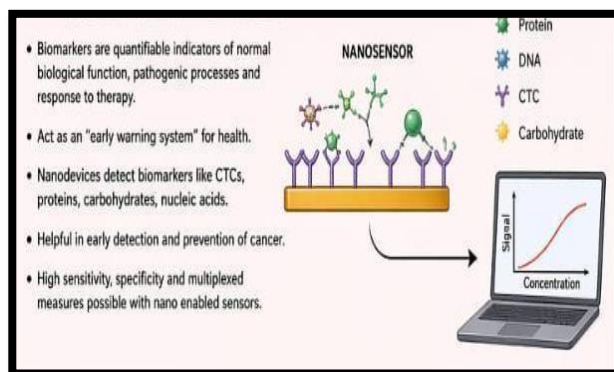 • Biomarkers are quantifiable indicators of normal
biological function, pathogenic processes and
response to therapy.
• Act as an "early warning system" for health.
• Nanodevices detect biomarkers like CTCs,
proteins, carbohydrates, nucleic acids.
• Helpful in early detection and prevention of cancer.
• High sensitivity, specificity and multiplexed
measures possible with nano enabled sensors.
NANOSENSOR
Protein
DNA
CTC
Carbohydrate
Signal
Concentration